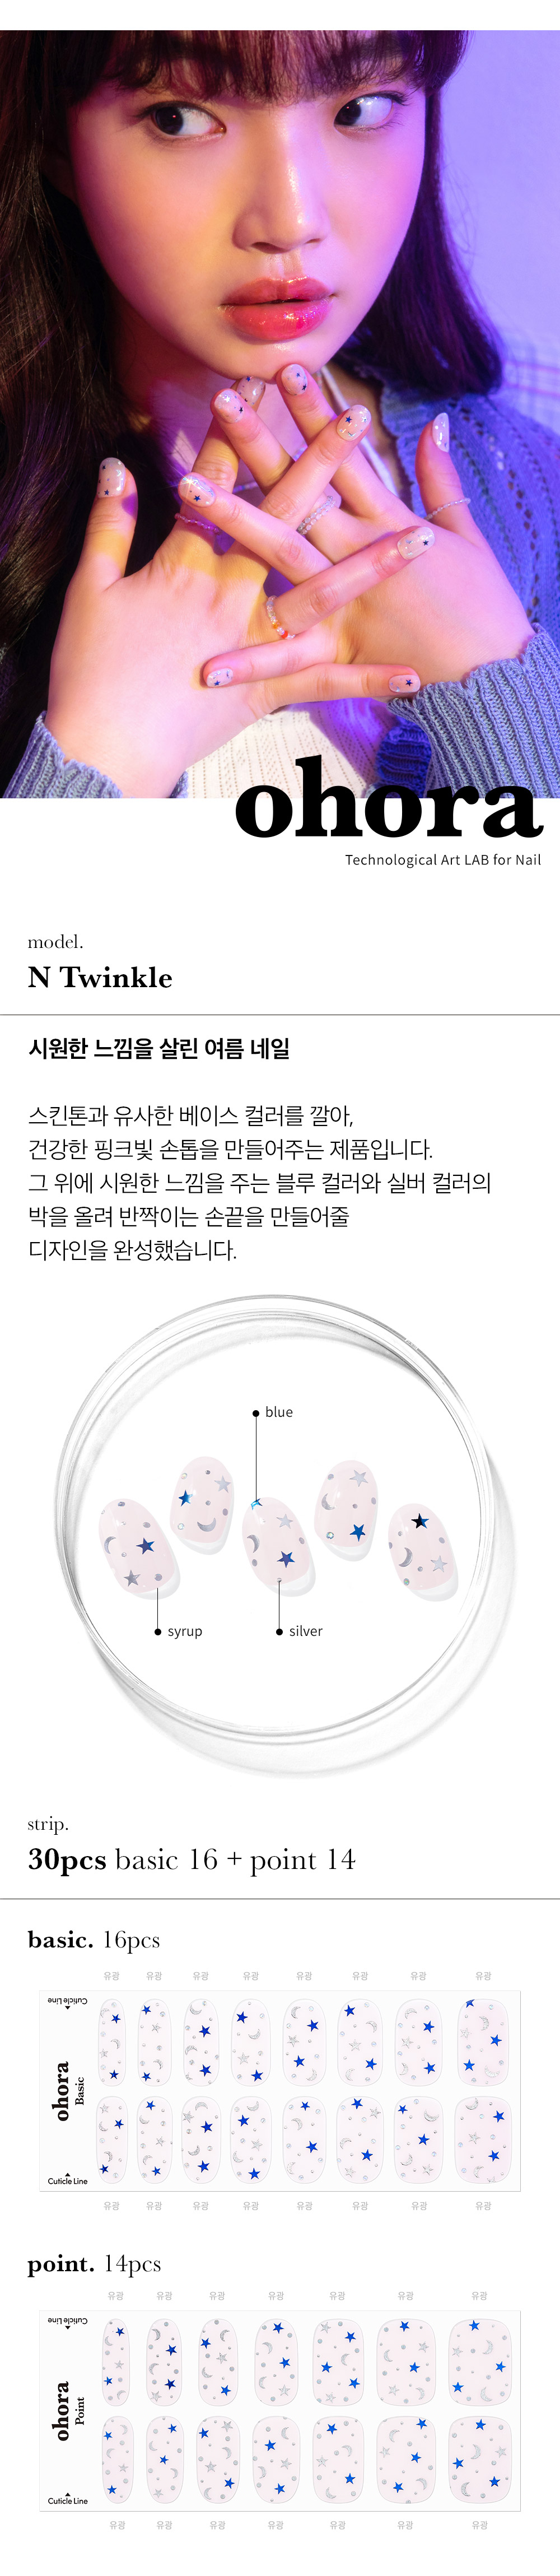 ohora
Technological Art LAB for Nail
model.
N Twinkle
시원한 느낌을 살린 여름 네일
스킨톤과 유사한 베이스 컬러를 깔아,
건강한 핑크빛 손톱을 만들어주는 제품입니다.
그 위에 시원한 느낌을 주는 블루 컬러와 실버 컬러의
박을 올려 반짝이는 손끝을 만들어줄
디자인을 완성했습니다.
blue
syrup
silver
strip.
30pcs basic 16 + point 14
basic. 16pcs
유광 유광 유광 유광 유광 유광 유광 유광
Cuticle Line
ohora
Basic
Cuticle Line
유광 유광 유광 유광 유광 유광 유광 유광
point. 14pcs
유광 유광 유광 유광 유광 유광 유광
Cuticle Line
ohora
Point
Cuticle Line
유광 유광 유광 유광 유광 유광 유광